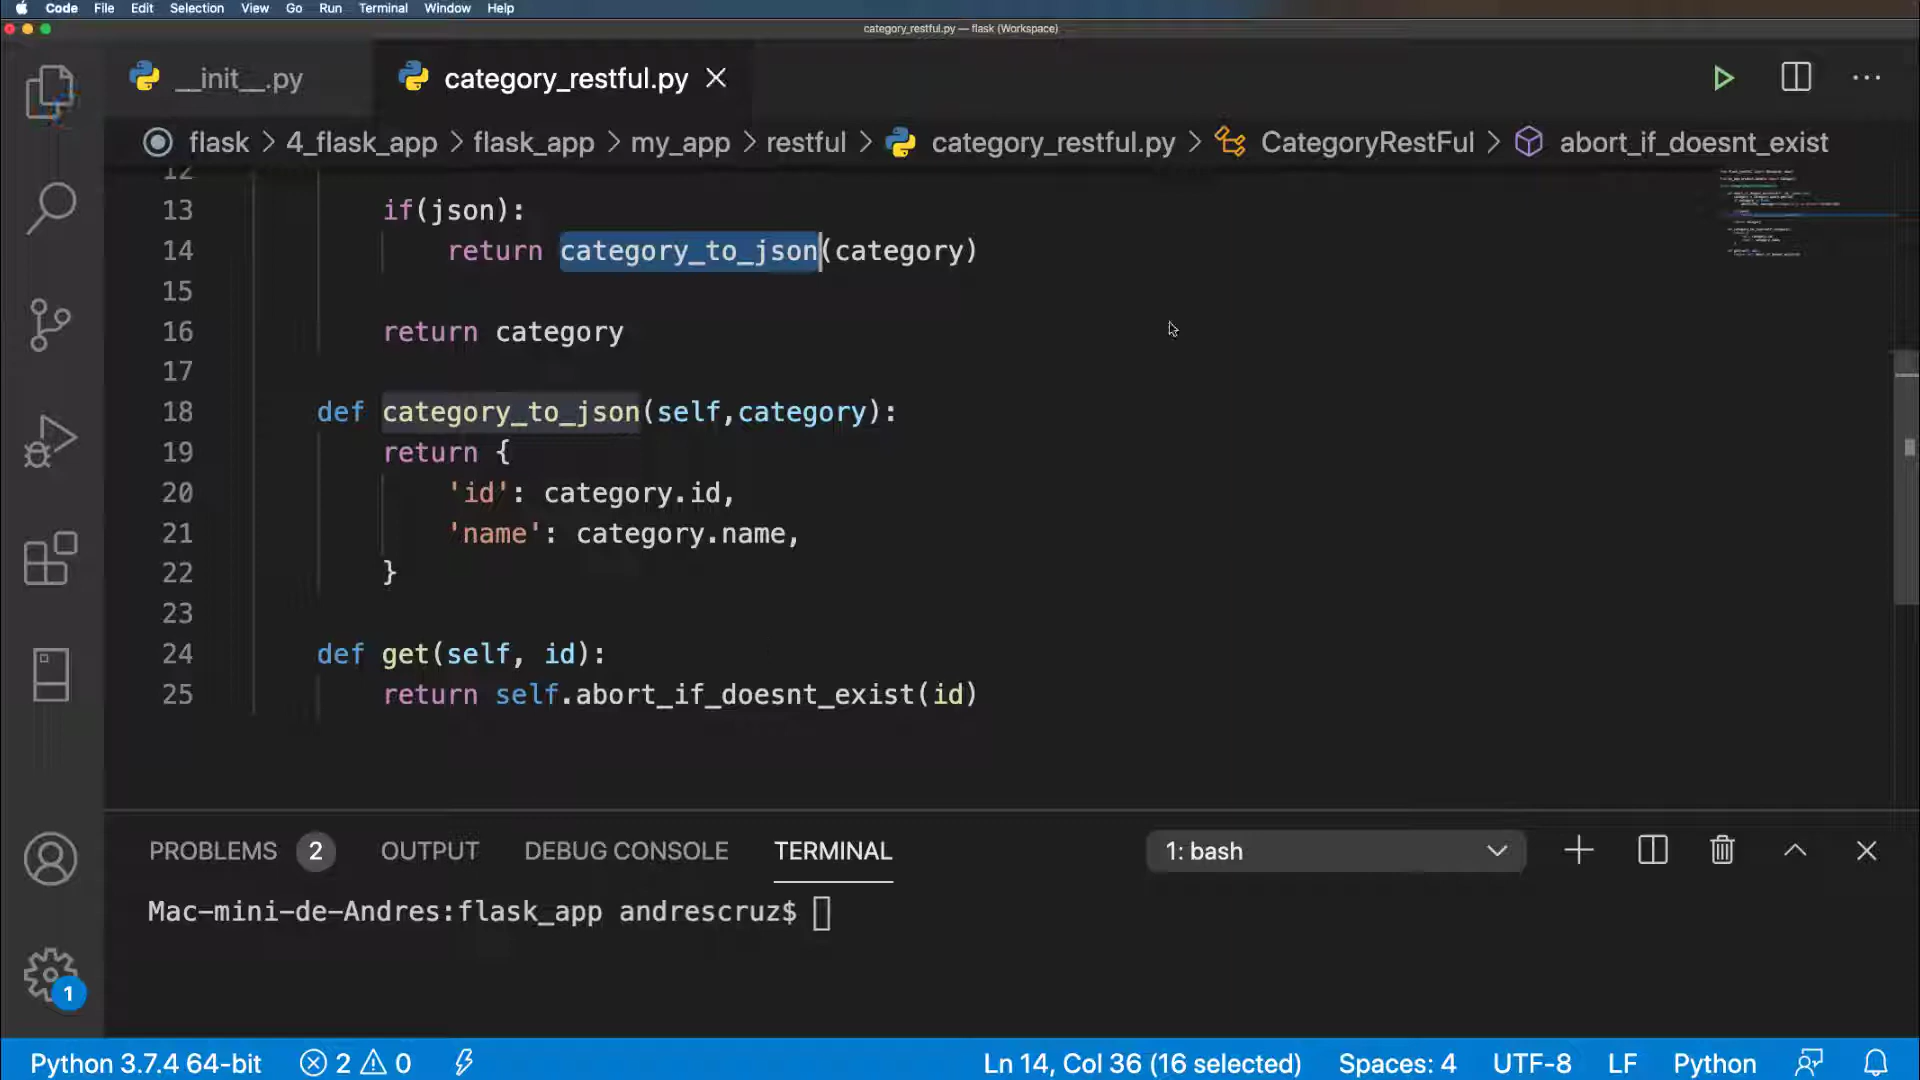 Code File Edit Selection View Go Run Terminal Window Help
category_restful.py — flask (Workspace)
__init__.py category_restful.py
flask > 4_flask_app > flask_app > my_app > restful > category_restful.py > CategoryRestFul > abort_if_doesnt_exist
12
13 if(json):
14 return category_to_json(category)
15
16 return category
17
18 def category_to_json(self,category):
19 return {
20 'id': category.id,
21 'name': category.name,
22 }
23
24 def get(self, id):
25 return self.abort_if_doesnt_exist(id)
PROBLEMS 2 OUTPUT DEBUG CONSOLE TERMINAL 1: bash
Mac-mini-de-Andres:flask_app andrescruz$
1
Python 3.7.4 64-bit 2 0 Ln 14, Col 36 (16 selected) Spaces: 4 UTF-8 LF Python